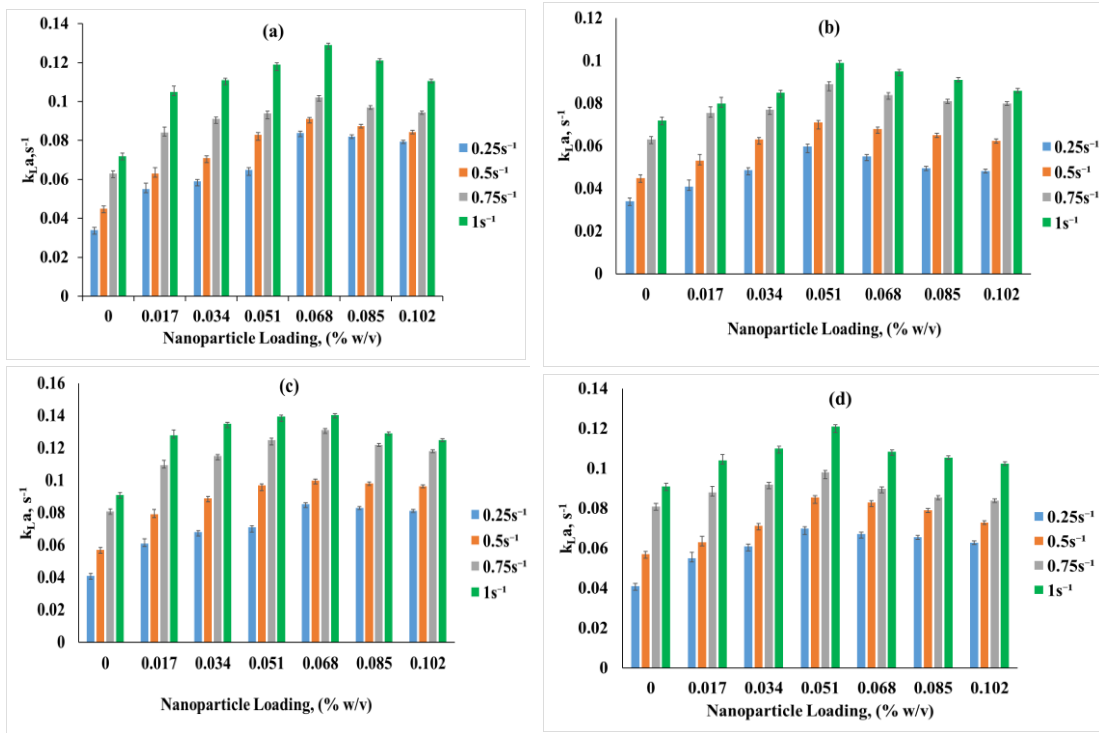 (a)
0.14
0.12
0.1
0.08
0.06
0.04
0.02
0
kLa,s⁻¹
0 0.017 0.034 0.051 0.068 0.085 0.102
Nanoparticle Loading, (% w/v)
0.25s⁻¹
0.5s⁻¹
0.75s⁻¹
1s⁻¹
(b)
0.12
0.1
0.08
0.06
0.04
0.02
0
kLa, s⁻¹
0 0.017 0.034 0.051 0.068 0.085 0.102
Nanoparticle Loading, (% w/v)
0.25s⁻¹
0.5s⁻¹
0.75s⁻¹
1s⁻¹
(c)
0.16
0.14
0.12
0.1
0.08
0.06
0.04
0.02
0
kLa, s⁻¹
0 0.017 0.034 0.051 0.068 0.085 0.102
Nanoparticle Loading, (% w/v)
0.25s⁻¹
0.5s⁻¹
0.75s⁻¹
1s⁻¹
(d)
0.14
0.12
0.1
0.08
0.06
0.04
0.02
0
kLa, s⁻¹
0 0.017 0.034 0.051 0.068 0.085 0.102
Nanoparticle Loading, (% w/v)
0.25s⁻¹
0.5s⁻¹
0.75s⁻¹
1s⁻¹